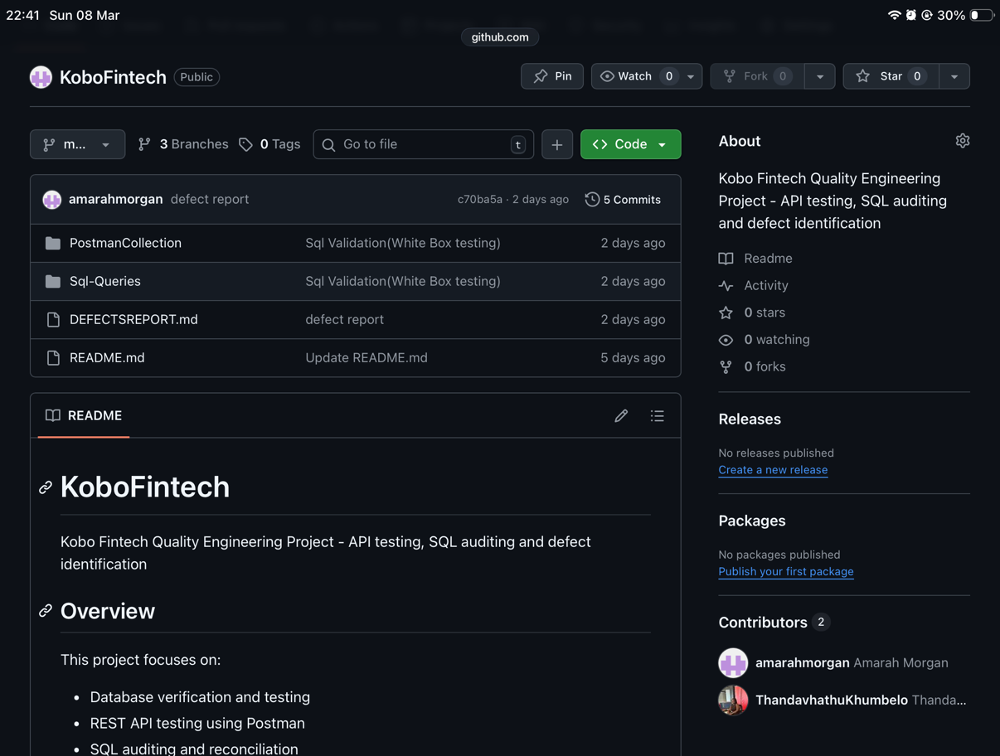 22:41 Sun 08 Mar
30%
github.com
KoboFintech Public
Pin
Watch 0
Fork 0
Star 0
m...
3 Branches
0 Tags
Go to file
t
Code
amarahmorgan defect report
c70ba5a · 2 days ago
5 Commits
PostmanCollection Sql Validation(White Box testing) 2 days ago
Sql-Queries Sql Validation(White Box testing) 2 days ago
DEFECTSREPORT.md defect report 2 days ago
README.md Update README.md 5 days ago
README
KoboFintech
Kobo Fintech Quality Engineering Project - API testing, SQL auditing and defect
identification
Overview
This project focuses on:
• Database verification and testing
• REST API testing using Postman
• SQL auditing and reconciliation
About
Kobo Fintech Quality Engineering
Project - API testing, SQL auditing
and defect identification
Readme
Activity
0 stars
0 watching
0 forks
Releases
No releases published
Create a new release
Packages
No packages published
Publish your first package
Contributors 2
amarahmorgan Amarah Morgan
ThandavhathuKhumbelo Thanda...